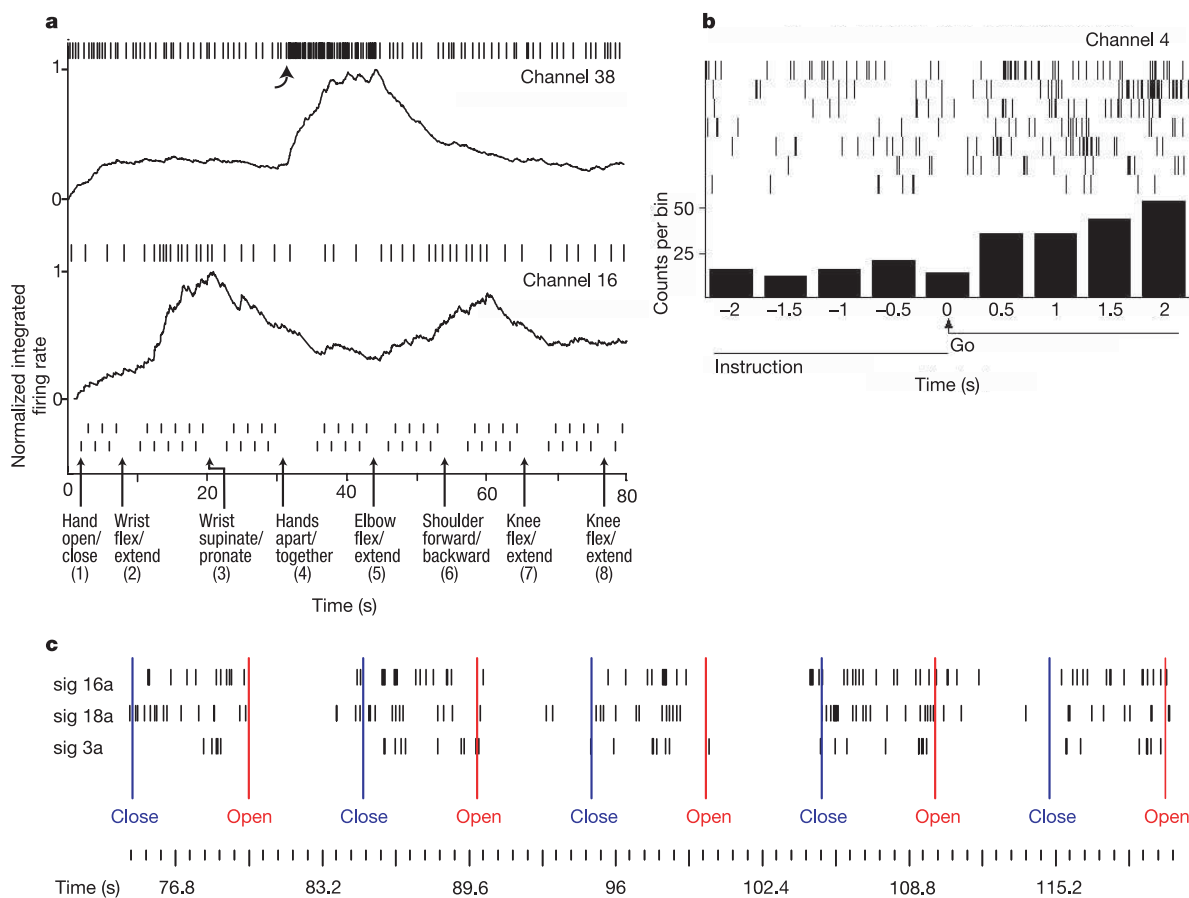 a
Channel 38
1
0
Channel 16
1
0
Normalized integrated
firing rate
0 20 40 60 80
Hand open/ close (1)
Wrist flex/ extend (2)
Wrist supinate/ pronate (3)
Hands apart/ together (4)
Elbow flex/ extend (5)
Shoulder forward/ backward (6)
Knee flex/ extend (7)
Knee flex/ extend (8)
Time (s)
b
Channel 4
Counts per bin
50
25
−2 −1.5 −1 −0.5 0 0.5 1 1.5 2
Go
Instruction
Time (s)
c
sig 16a
sig 18a
sig 3a
Close Open Close Open Close Open Close Open Close Open
Time (s) 76.8 83.2 89.6 96 102.4 108.8 115.2